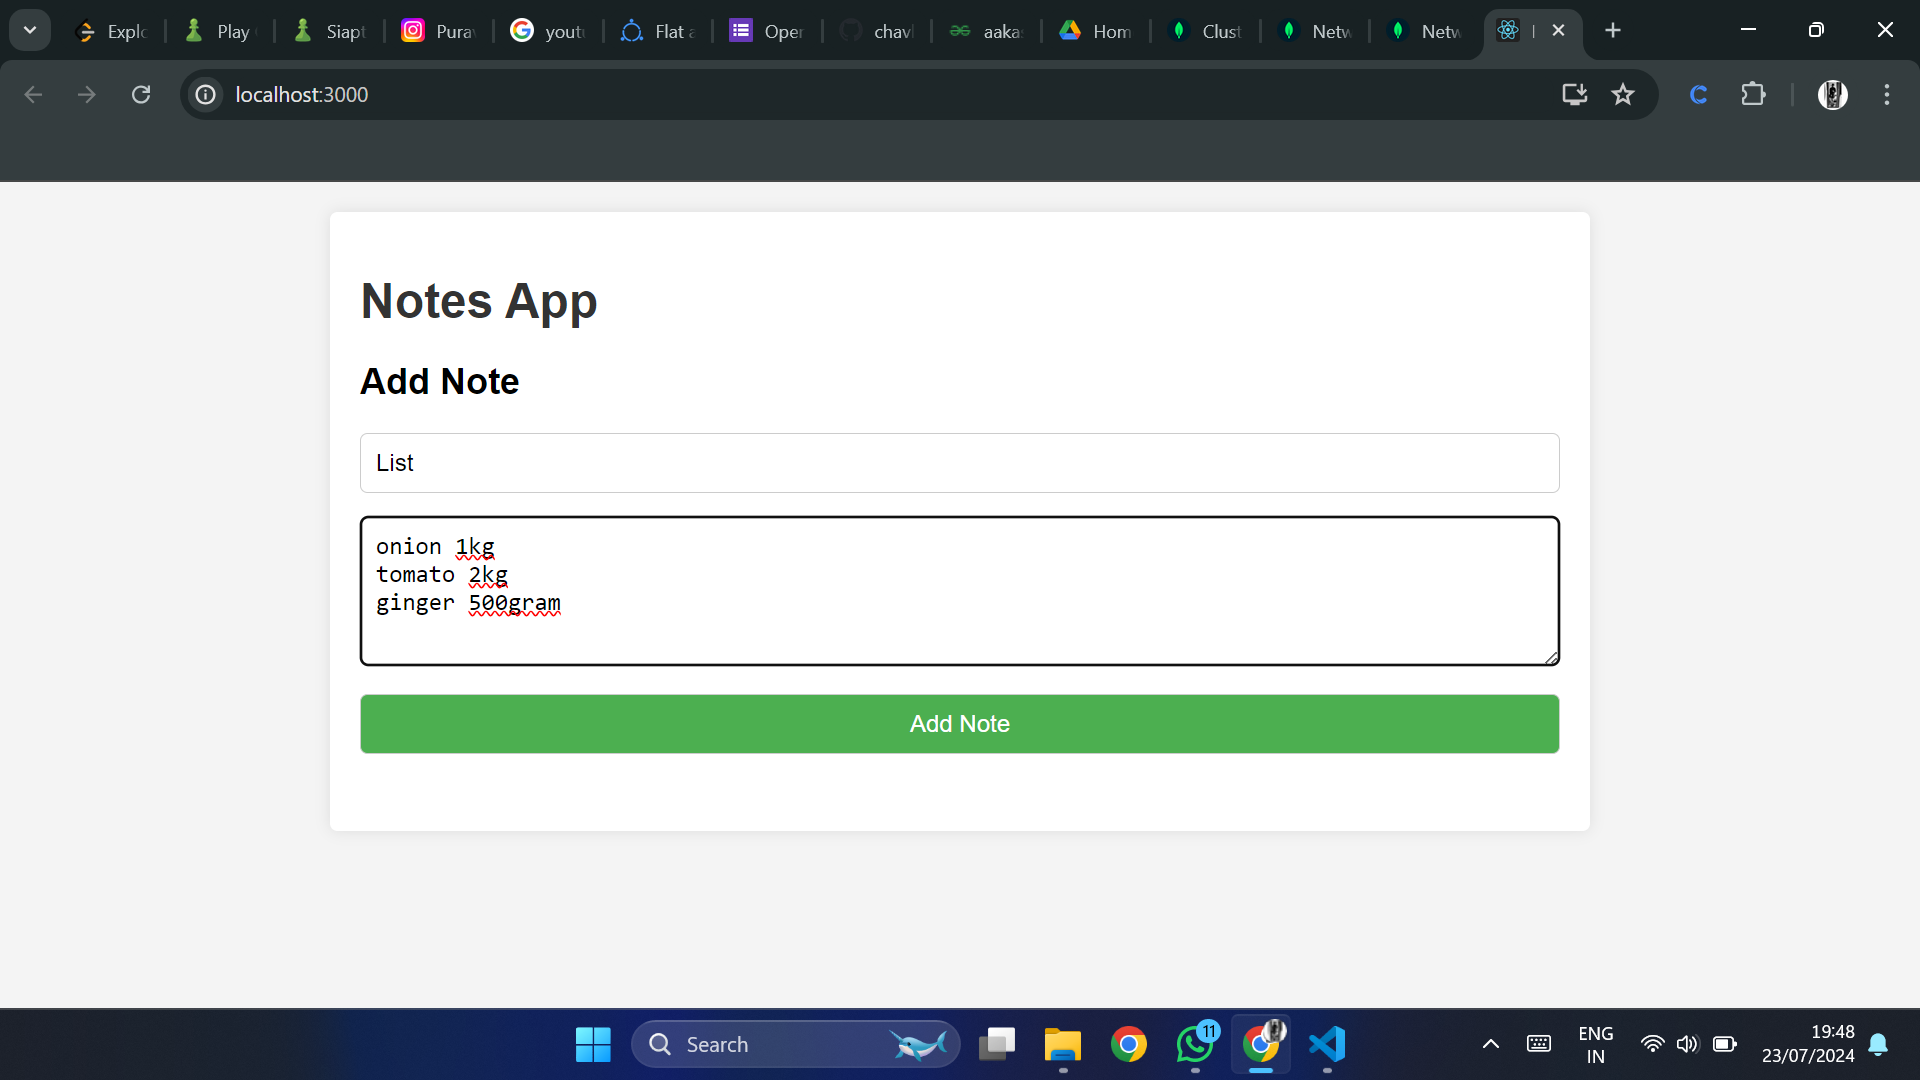 Explo
Play
Siapt
Pura
yout
Flat a
Oper
chavl
aaka
Hom
Clust
Netw
Netw
localhost:3000
Notes App
Add Note
List
onion 1kg
tomato 2kg
ginger 500gram
Add Note
Search
11
ENG
IN
19:48
23/07/2024